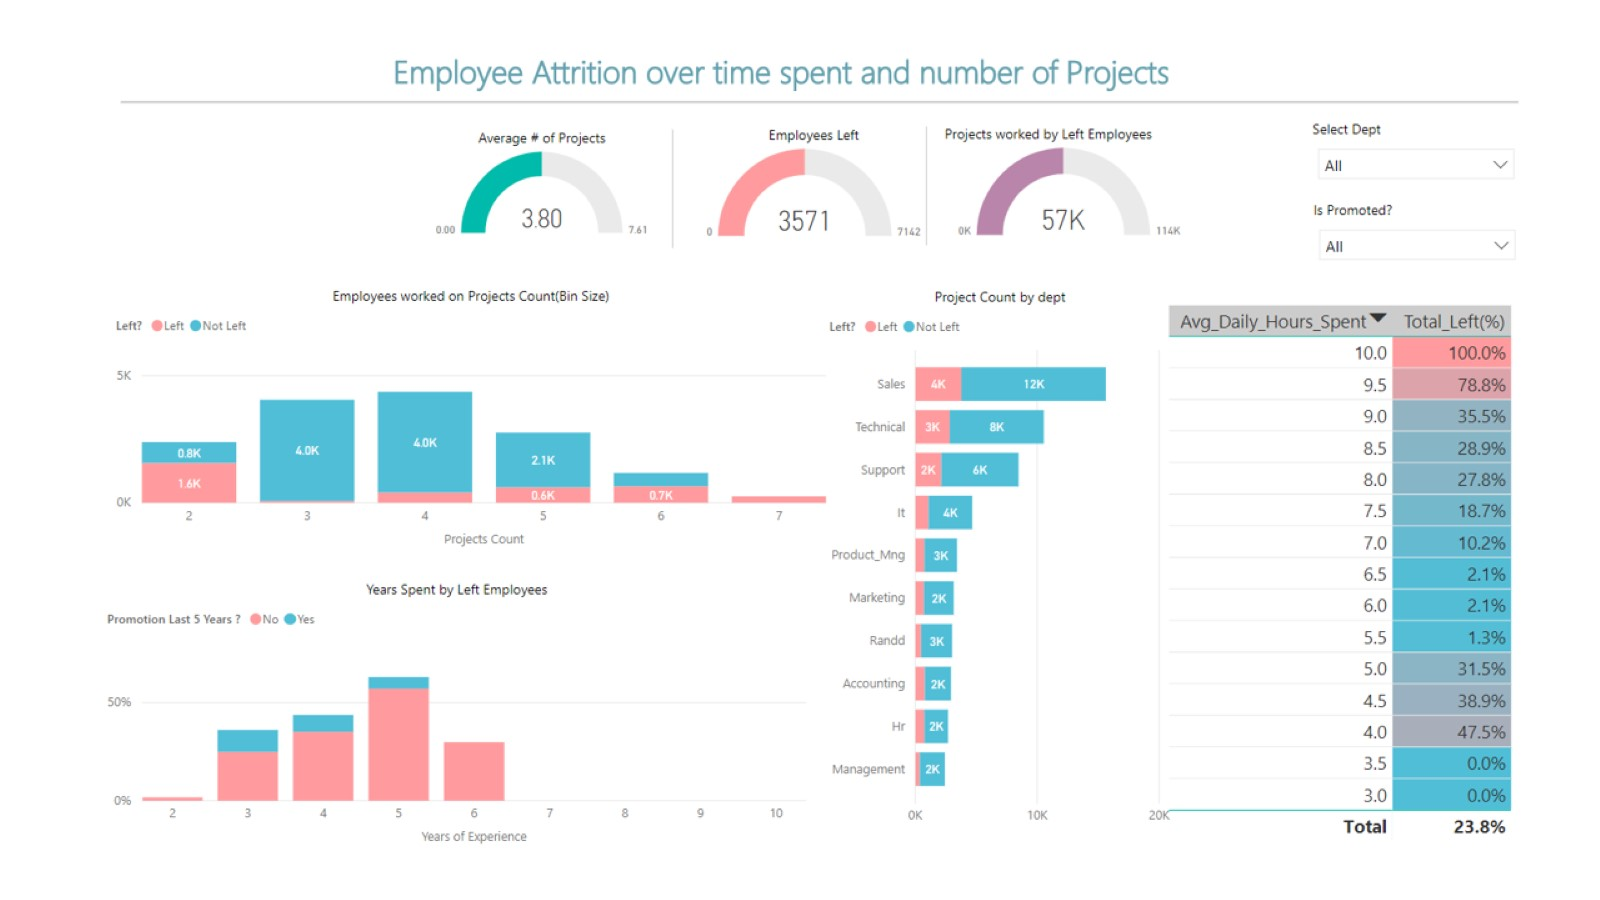 Employee Attrition over time spent and number of Projects
Average # of Projects
3.80
0.00
7.61
Employees Left
3571
0
7142
Projects worked by Left Employees
57K
0K
114K
Select Dept
All
Is Promoted?
All
Employees worked on Projects Count(Bin Size)
Left? Left Not Left
5K
0K
0.8K
1.6K
4.0K
4.0K
2.1K
0.6K
0.7K
2 3 4 5 6 7
Projects Count
Years Spent by Left Employees
Promotion Last 5 Years ? No Yes
50%
0%
2 3 4 5 6 7 8 9 10
Years of Experience
Project Count by dept
Left? Left Not Left
Sales 4K 12K
Technical 3K 8K
Support 2K 6K
It 4K
Product_Mng 3K
Marketing 2K
Randd 3K
Accounting 2K
Hr 2K
Management 2K
0K 10K 20K
Avg_Daily_Hours_Spent Total_Left(%)
10.0 100.0%
9.5 78.8%
9.0 35.5%
8.5 28.9%
8.0 27.8%
7.5 18.7%
7.0 10.2%
6.5 2.1%
6.0 2.1%
5.5 1.3%
5.0 31.5%
4.5 38.9%
4.0 47.5%
3.5 0.0%
3.0 0.0%
Total 23.8%